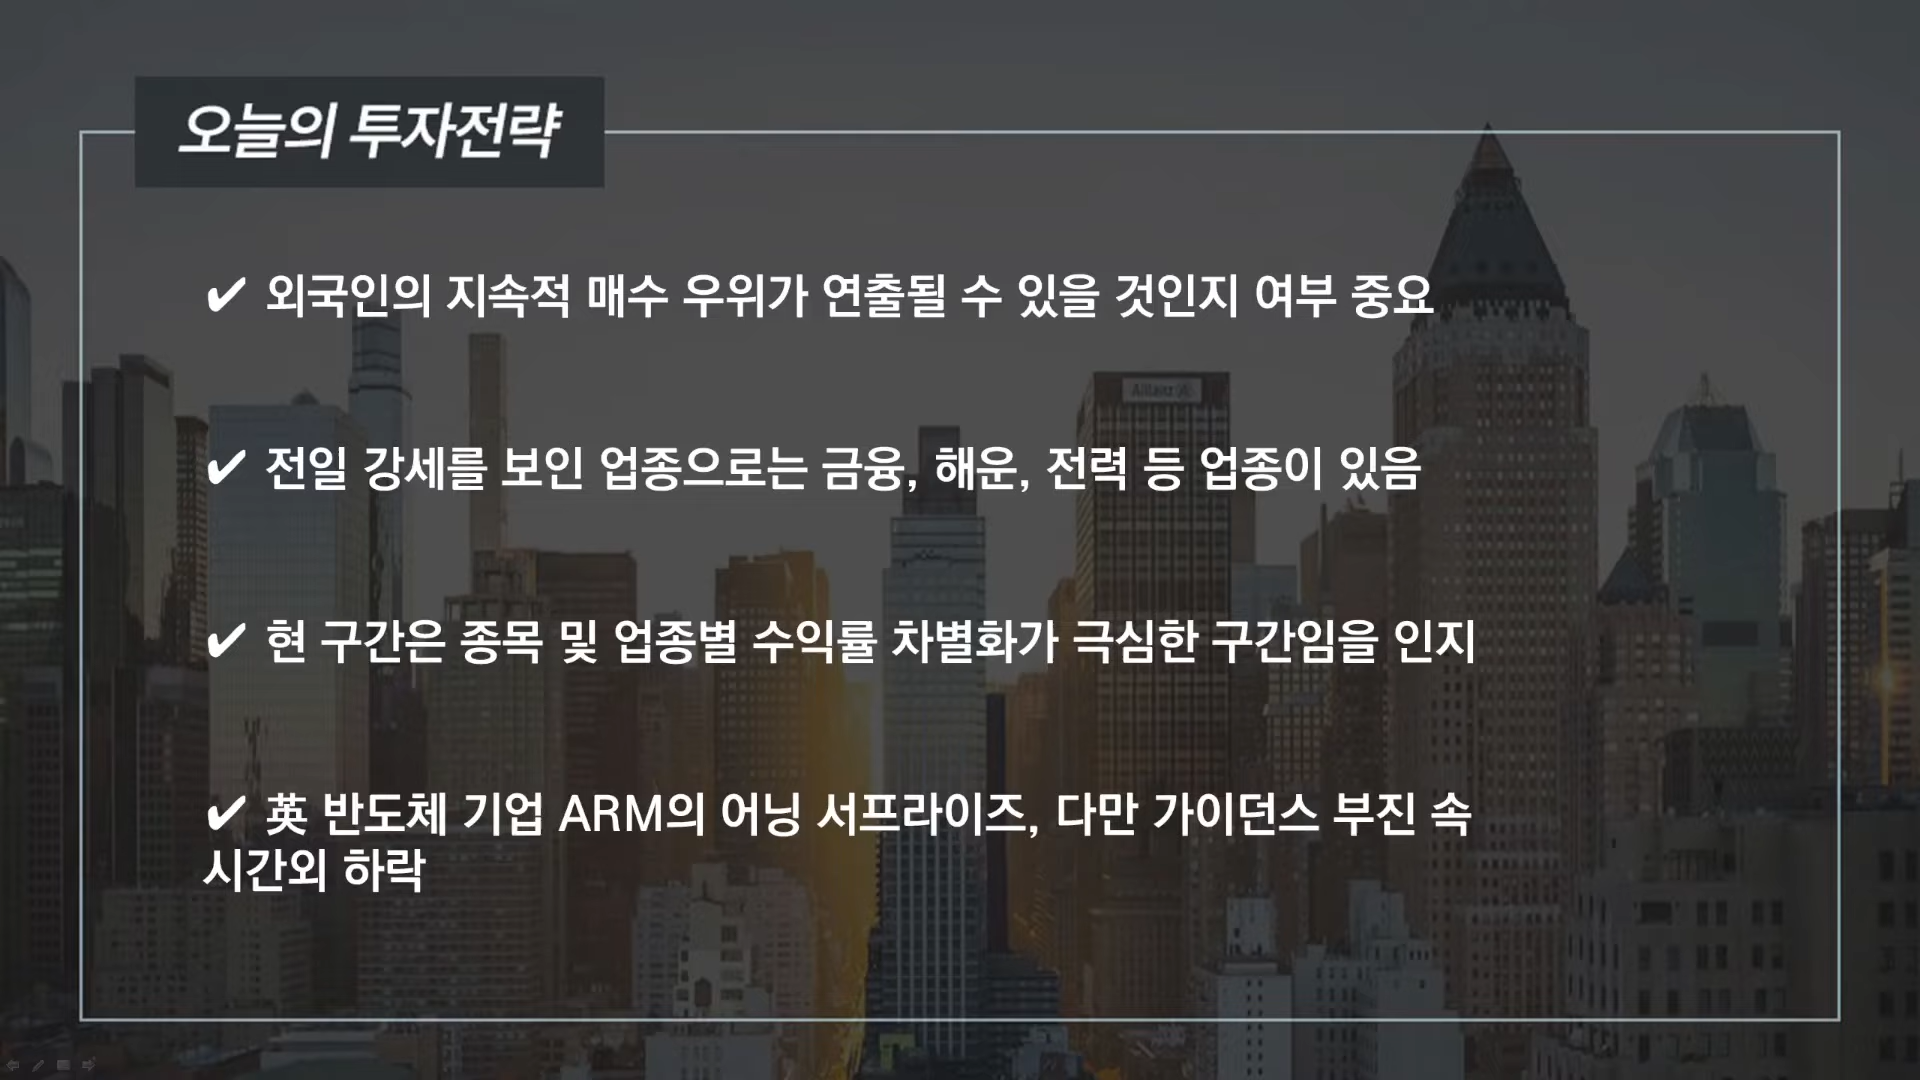 오늘의 투자전략
✔ 외국인의 지속적 매수 우위가 연출될 수 있을 것인지 여부 중요
Allianz
✔ 전일 강세를 보인 업종으로는 금융, 해운, 전력 등 업종이 있음
✔ 현 구간은 종목 및 업종별 수익률 차별화가 극심한 구간임을 인지
✔ 英 반도체 기업 ARM의 어닝 서프라이즈, 다만 가이던스 부진 속
시간외 하락